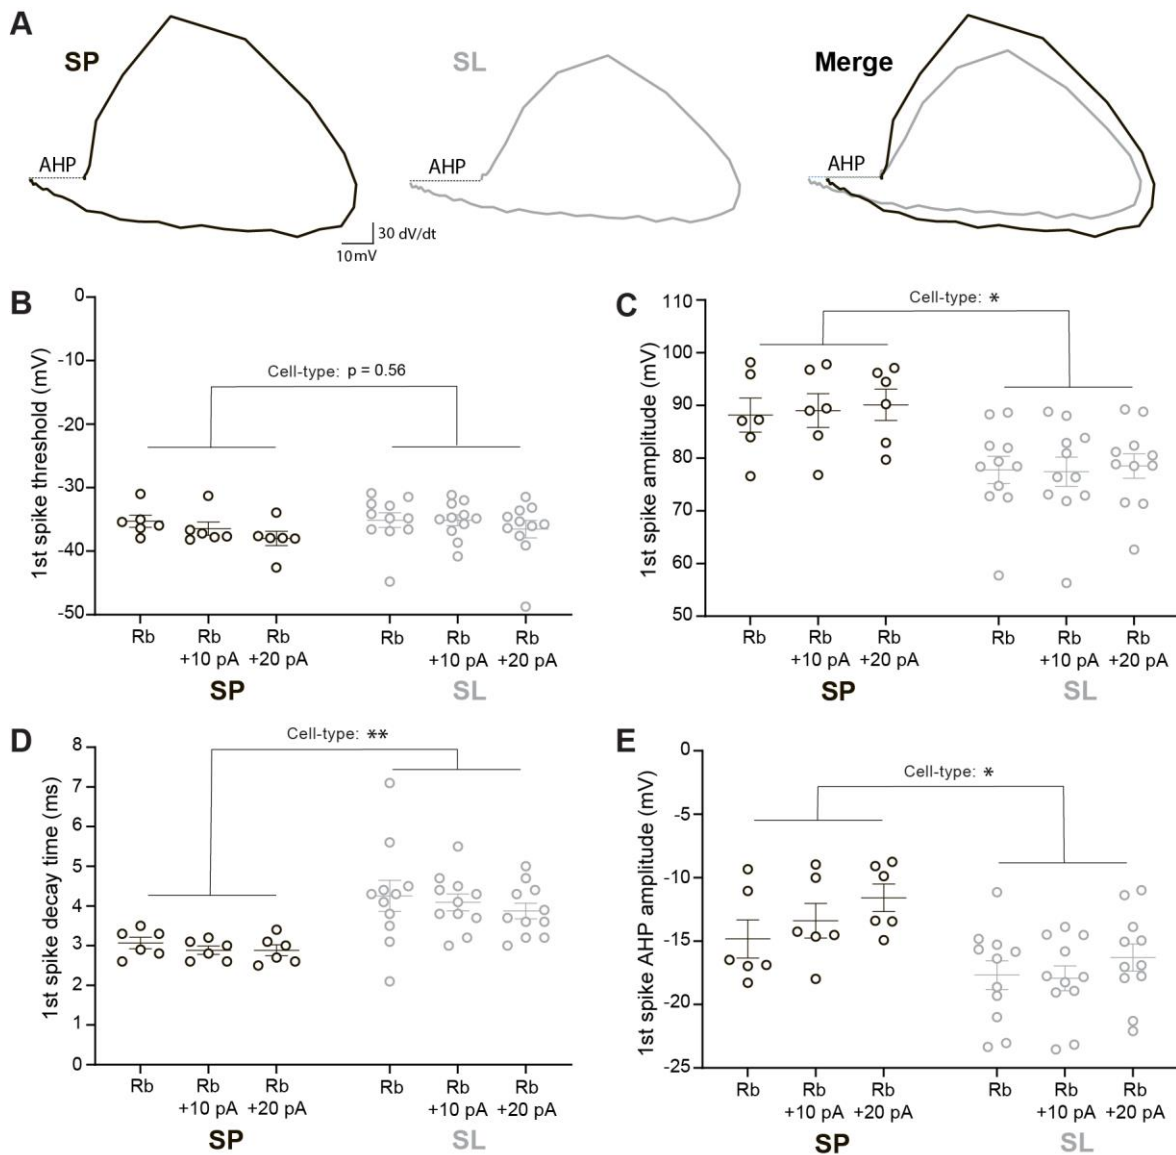 A
SP
SL
Merge
AHP
AHP
AHP
30 dV/dt
10mV
B
1st spike threshold (mV)
0
-10
-20
-30
-40
-50
Cell-type: p = 0.56
Rb
Rb
+10 pA
Rb
+20 pA
Rb
Rb
+10 pA
Rb
+20 pA
SP
SL
C
1st spike amplitude (mV)
110
100
90
80
70
60
50
Cell-type: *
Rb
Rb
+10 pA
Rb
+20 pA
Rb
Rb
+10 pA
Rb
+20 pA
SP
SL
D
1st spike decay time (ms)
8
7
6
5
4
3
2
1
0
Cell-type: **
Rb
Rb
+10 pA
Rb
+20 pA
Rb
Rb
+10 pA
Rb
+20 pA
SP
SL
E
1st spike AHP amplitude (mV)
0
-5
-10
-15
-20
-25
Cell-type: *
Rb
Rb
+10 pA
Rb
+20 pA
Rb
Rb
+10 pA
Rb
+20 pA
SP
SL